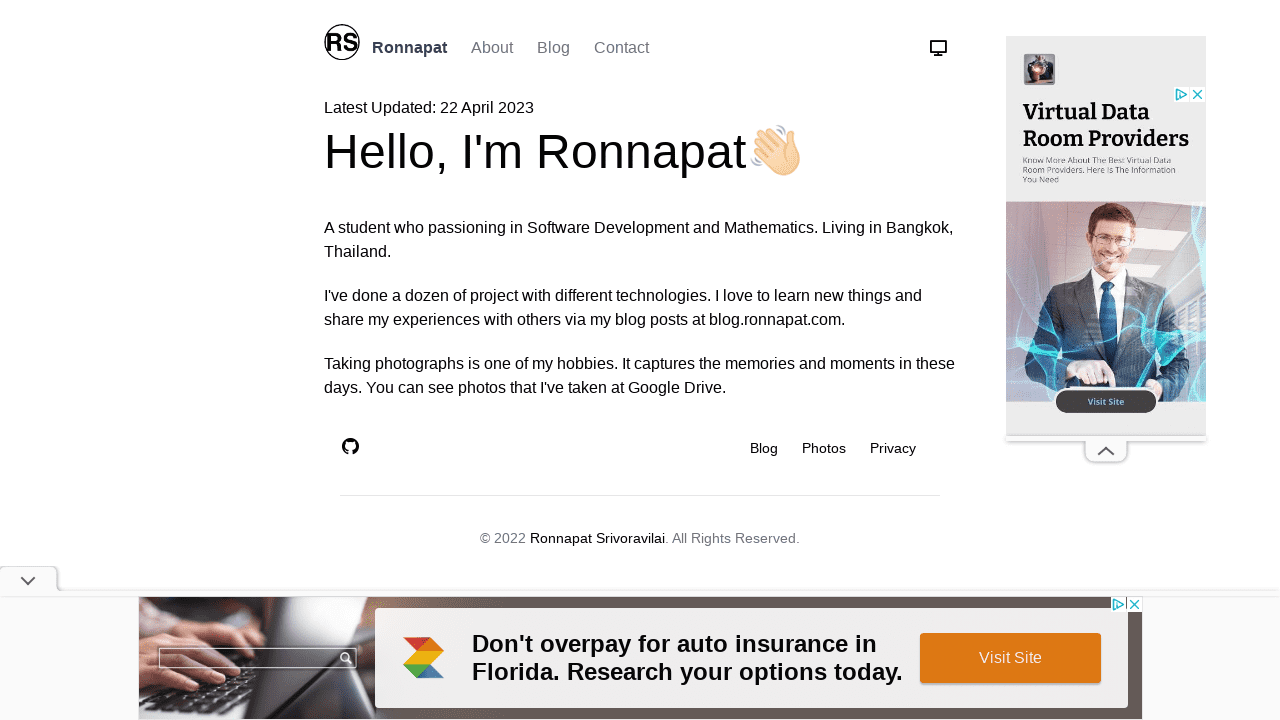 RS
Ronnapat About Blog Contact
Latest Updated: 22 April 2023
Hello, I'm Ronnapat👋🏻
A student who passioning in Software Development and Mathematics. Living in Bangkok,
Thailand.
I've done a dozen of project with different technologies. I love to learn new things and
share my experiences with others via my blog posts at blog.ronnapat.com.
Taking photographs is one of my hobbies. It captures the memories and moments in these
days. You can see photos that I've taken at Google Drive.
Blog Photos Privacy
© 2022 Ronnapat Srivoravilai. All Rights Reserved.
Virtual Data
Room Providers
Know More About The Best Virtual Data
Room Providers. Here Is The Information
You Need
Visit Site
Don't overpay for auto insurance in
Florida. Research your options today.
Visit Site